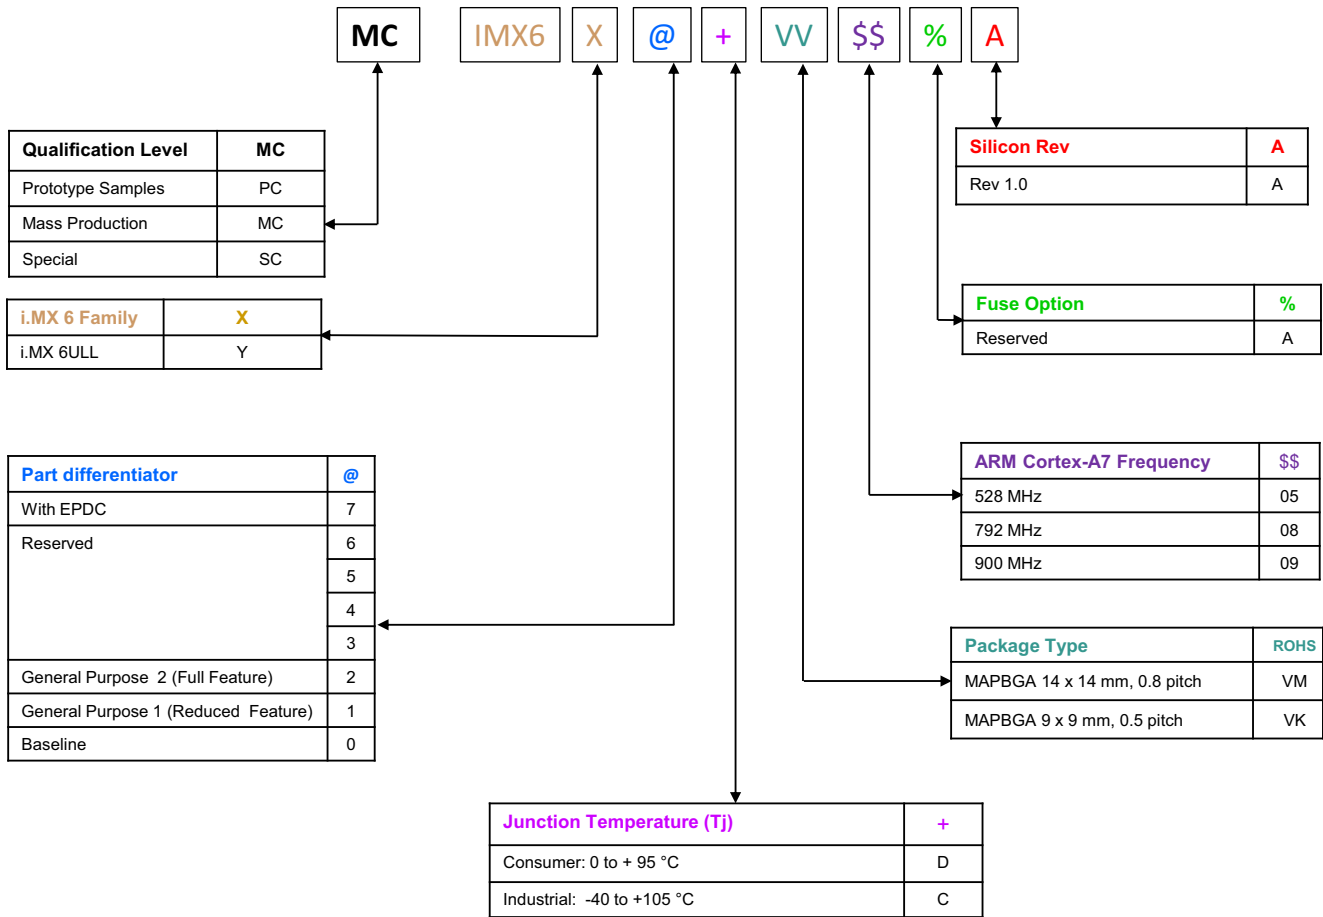 MC IMX6 X @ + VV $$ % A
Qualification Level MC
Prototype Samples PC
Mass Production MC
Special SC
i.MX 6 Family X
i.MX 6ULL Y
Part differentiator @
With EPDC 7
Reserved 6
5
4
3
General Purpose 2 (Full Feature) 2
General Purpose 1 (Reduced Feature) 1
Baseline 0
Junction Temperature (Tj) +
Consumer: 0 to + 95 °C D
Industrial: -40 to +105 °C C
Silicon Rev A
Rev 1.0 A
Fuse Option %
Reserved A
ARM Cortex-A7 Frequency $$
528 MHz 05
792 MHz 08
900 MHz 09
Package Type ROHS
MAPBGA 14 x 14 mm, 0.8 pitch VM
MAPBGA 9 x 9 mm, 0.5 pitch VK